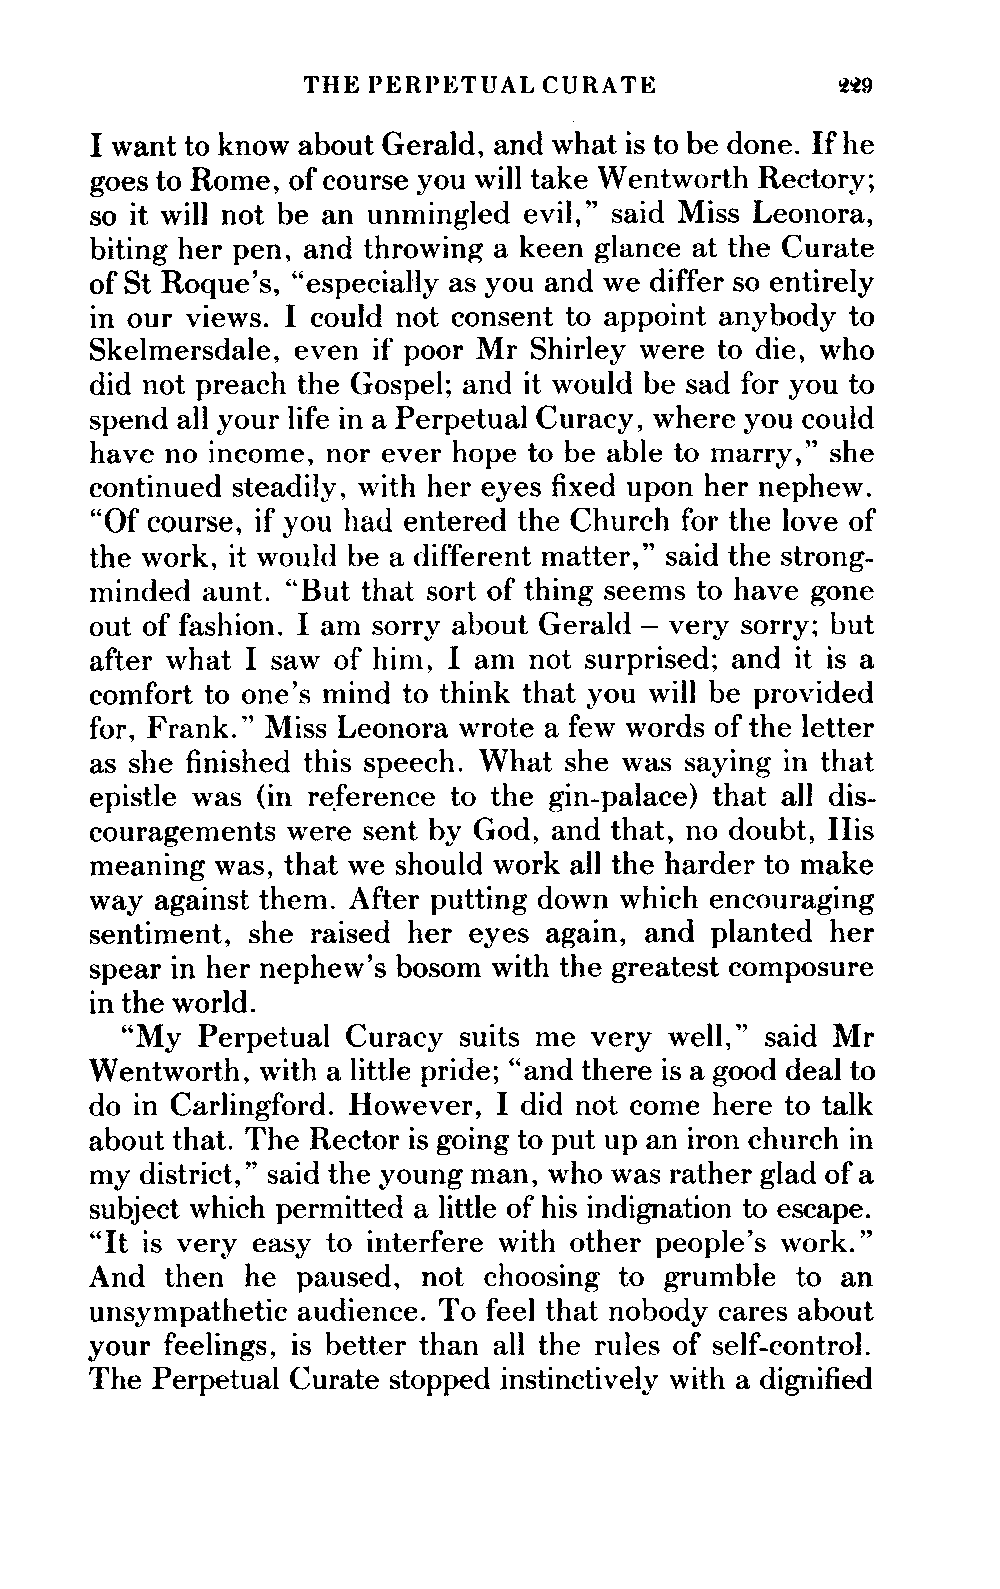 THE PERPETUAL CURATE 229
I want to know about Gerald, and what is to be done. If he
goes to Rome, of course you will take Wentworth Rectory;
so it will not be an unmingled evil,” said Miss Leonora,
biting her pen, and throwing a keen glance at the Curate
of St Roque’s, “especially as you and we differ so entirely
in our views. I could not consent to appoint anybody to
Skelmersdale, even if poor Mr Shirley were to die, who
did not preach the Gospel; and it would be sad for you to
spend all your life in a Perpetual Curacy, where you could
have no income, nor ever hope to be able to marry,” she
continued steadily, with her eyes fixed upon her nephew.
“Of course, if you had entered the Church for the love of
the work, it would be a different matter,” said the strong-
minded aunt. “But that sort of thing seems to have gone
out of fashion. I am sorry about Gerald – very sorry; but
after what I saw of him, I am not surprised; and it is a
comfort to one’s mind to think that you will be provided
for, Frank.” Miss Leonora wrote a few words of the letter
as she finished this speech. What she was saying in that
epistle was (in reference to the gin-palace) that all dis-
couragements were sent by God, and that, no doubt, His
meaning was, that we should work all the harder to make
way against them. After putting down which encouraging
sentiment, she raised her eyes again, and planted her
spear in her nephew’s bosom with the greatest composure
in the world.
“My Perpetual Curacy suits me very well,” said Mr
Wentworth, with a little pride; “and there is a good deal to
do in Carlingford. However, I did not come here to talk
about that. The Rector is going to put up an iron church in
my district,” said the young man, who was rather glad of a
subject which permitted a little of his indignation to escape.
“It is very easy to interfere with other people’s work.”
And then he paused, not choosing to grumble to an
unsympathetic audience. To feel that nobody cares about
your feelings, is better than all the rules of self-control.
The Perpetual Curate stopped instinctively with a dignified